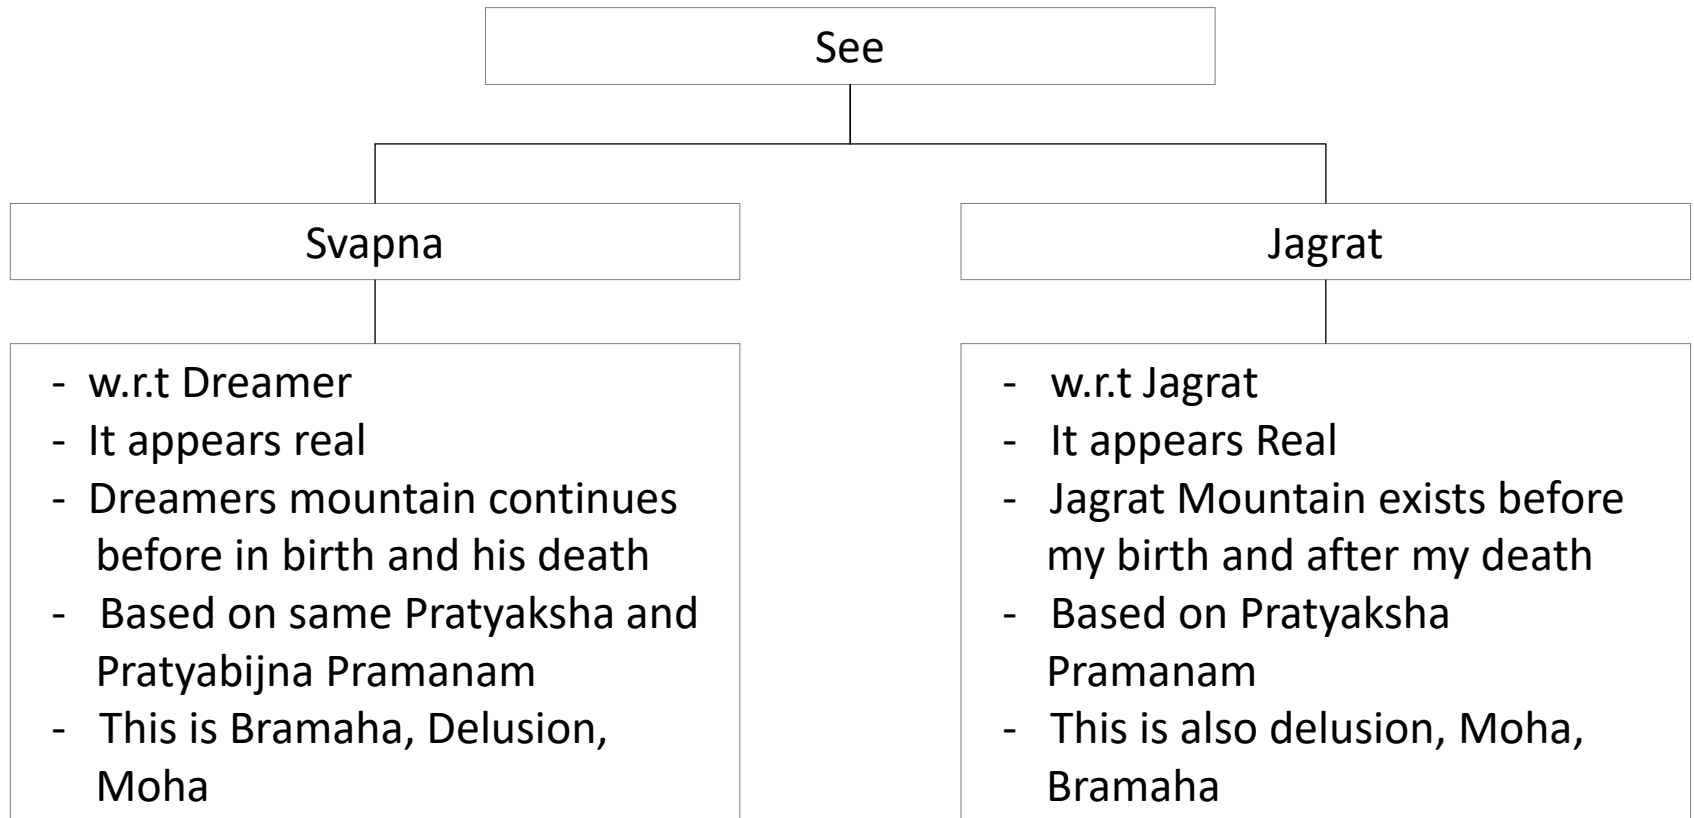 See
Svapna
Jagrat
- w.r.t Dreamer
- It appears real
- Dreamers mountain continues
before in birth and his death
- Based on same Pratyaksha and
Pratyabijna Pramanam
- This is Bramaha, Delusion,
Moha
- w.r.t Jagrat
- It appears Real
- Jagrat Mountain exists before
my birth and after my death
- Based on Pratyaksha
Pramanam
- This is also delusion, Moha,
Bramaha